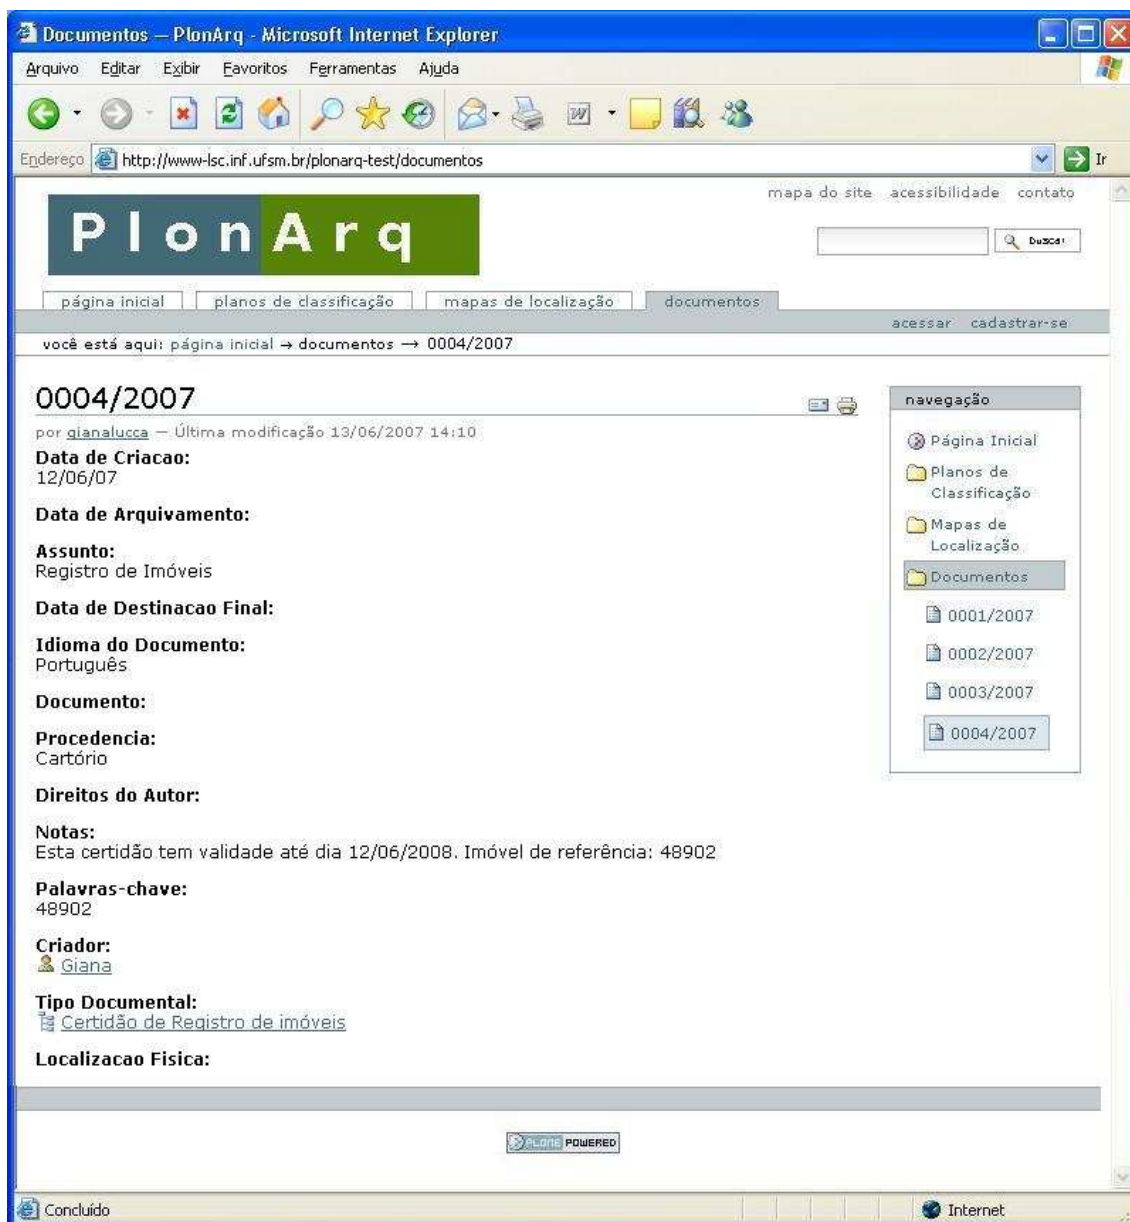 Documentos — PlonArq - Microsoft Internet Explorer
Arquivo Editar Exibir Favoritos Ferramentas Ajuda
Endereço http://www-lsc.inf.ufsm.br/plonarq-test/documentos Ir
mapa do site acessibilidade contato
PlonArq
buscar
página inicial planos de classificação mapas de localização documentos
acessar cadastrar-se
você está aqui: página inicial → documentos → 0004/2007
0004/2007
por gianalucca — Última modificação 13/06/2007 14:10
Data de Criacao:
12/06/07
Data de Arquivamento:
Assunto:
Registro de Imóveis
Data de Destinacao Final:
Idioma do Documento:
Português
Documento:
Procedencia:
Cartório
Direitos do Autor:
Notas:
Esta certidão tem validade até dia 12/06/2008. Imóvel de referência: 48902
Palavras-chave:
48902
Criador:
Giana
Tipo Documental:
Certidão de Registro de imóveis
Localizacao Fisica:
navegação
Página Inicial
Planos de
Classificação
Mapas de
Localização
Documentos
0001/2007
0002/2007
0003/2007
0004/2007
PLONE POWERED
Concluído Internet